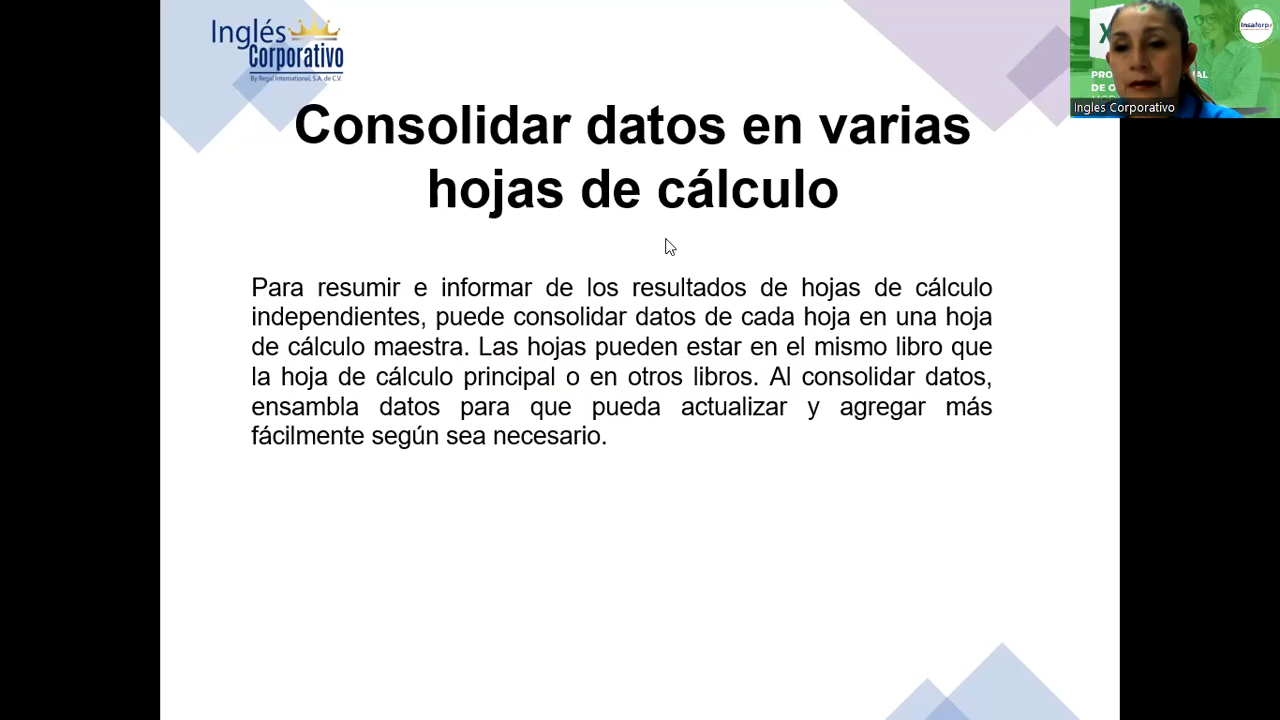 Inglés
Corporativo
By Regal International, S.A. de C.V.
Consolidar datos en varias
hojas de cálculo
Para resumir e informar de los resultados de hojas de cálculo
independientes, puede consolidar datos de cada hoja en una hoja
de cálculo maestra. Las hojas pueden estar en el mismo libro que
la hoja de cálculo principal o en otros libros. Al consolidar datos,
ensambla datos para que pueda actualizar y agregar más
fácilmente según sea necesario.
Insaforp
Ingles Corporativo